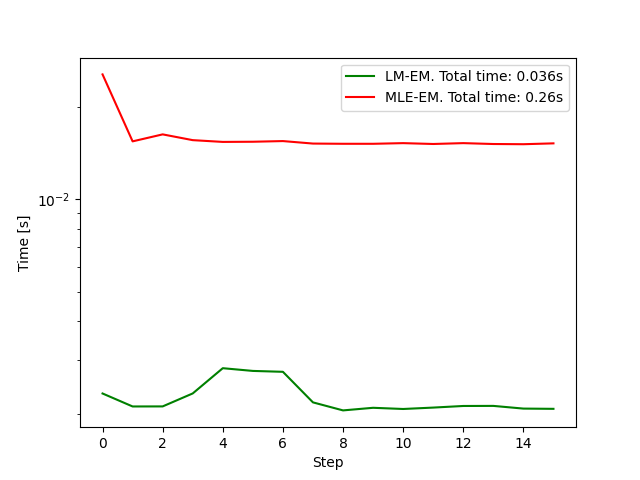 LM-EM. Total time: 0.036s
MLE-EM. Total time: 0.26s
10⁻²
Time [s]
0 2 4 6 8 10 12 14
Step